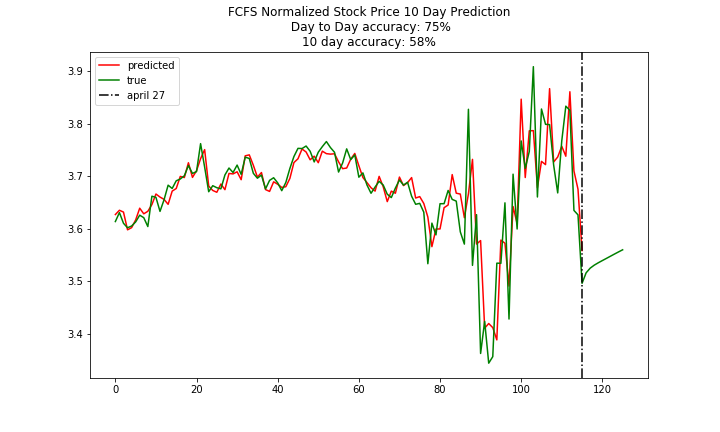 FCFS Normalized Stock Price 10 Day Prediction
Day to Day accuracy: 75%
10 day accuracy: 58%
predicted
true
april 27
3.9
3.8
3.7
3.6
3.5
3.4
0 20 40 60 80 100 120